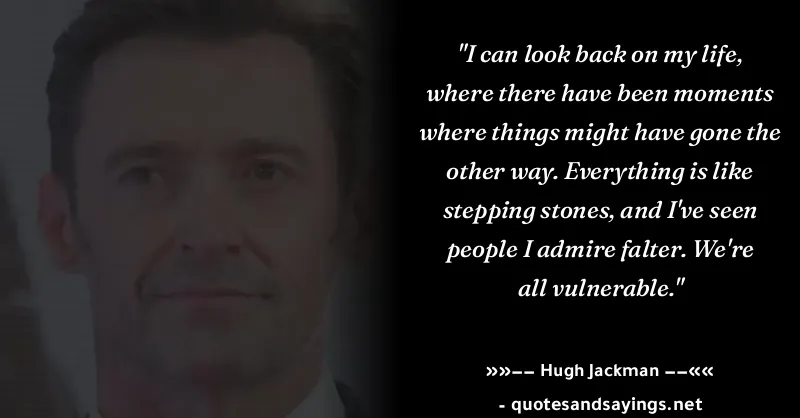 "I can look back on my life,
where there have been moments
where things might have gone the
other way. Everything is like
stepping stones, and I've seen
people I admire falter. We're
all vulnerable."
»»−− Hugh Jackman −−««
- quotesandsayings.net